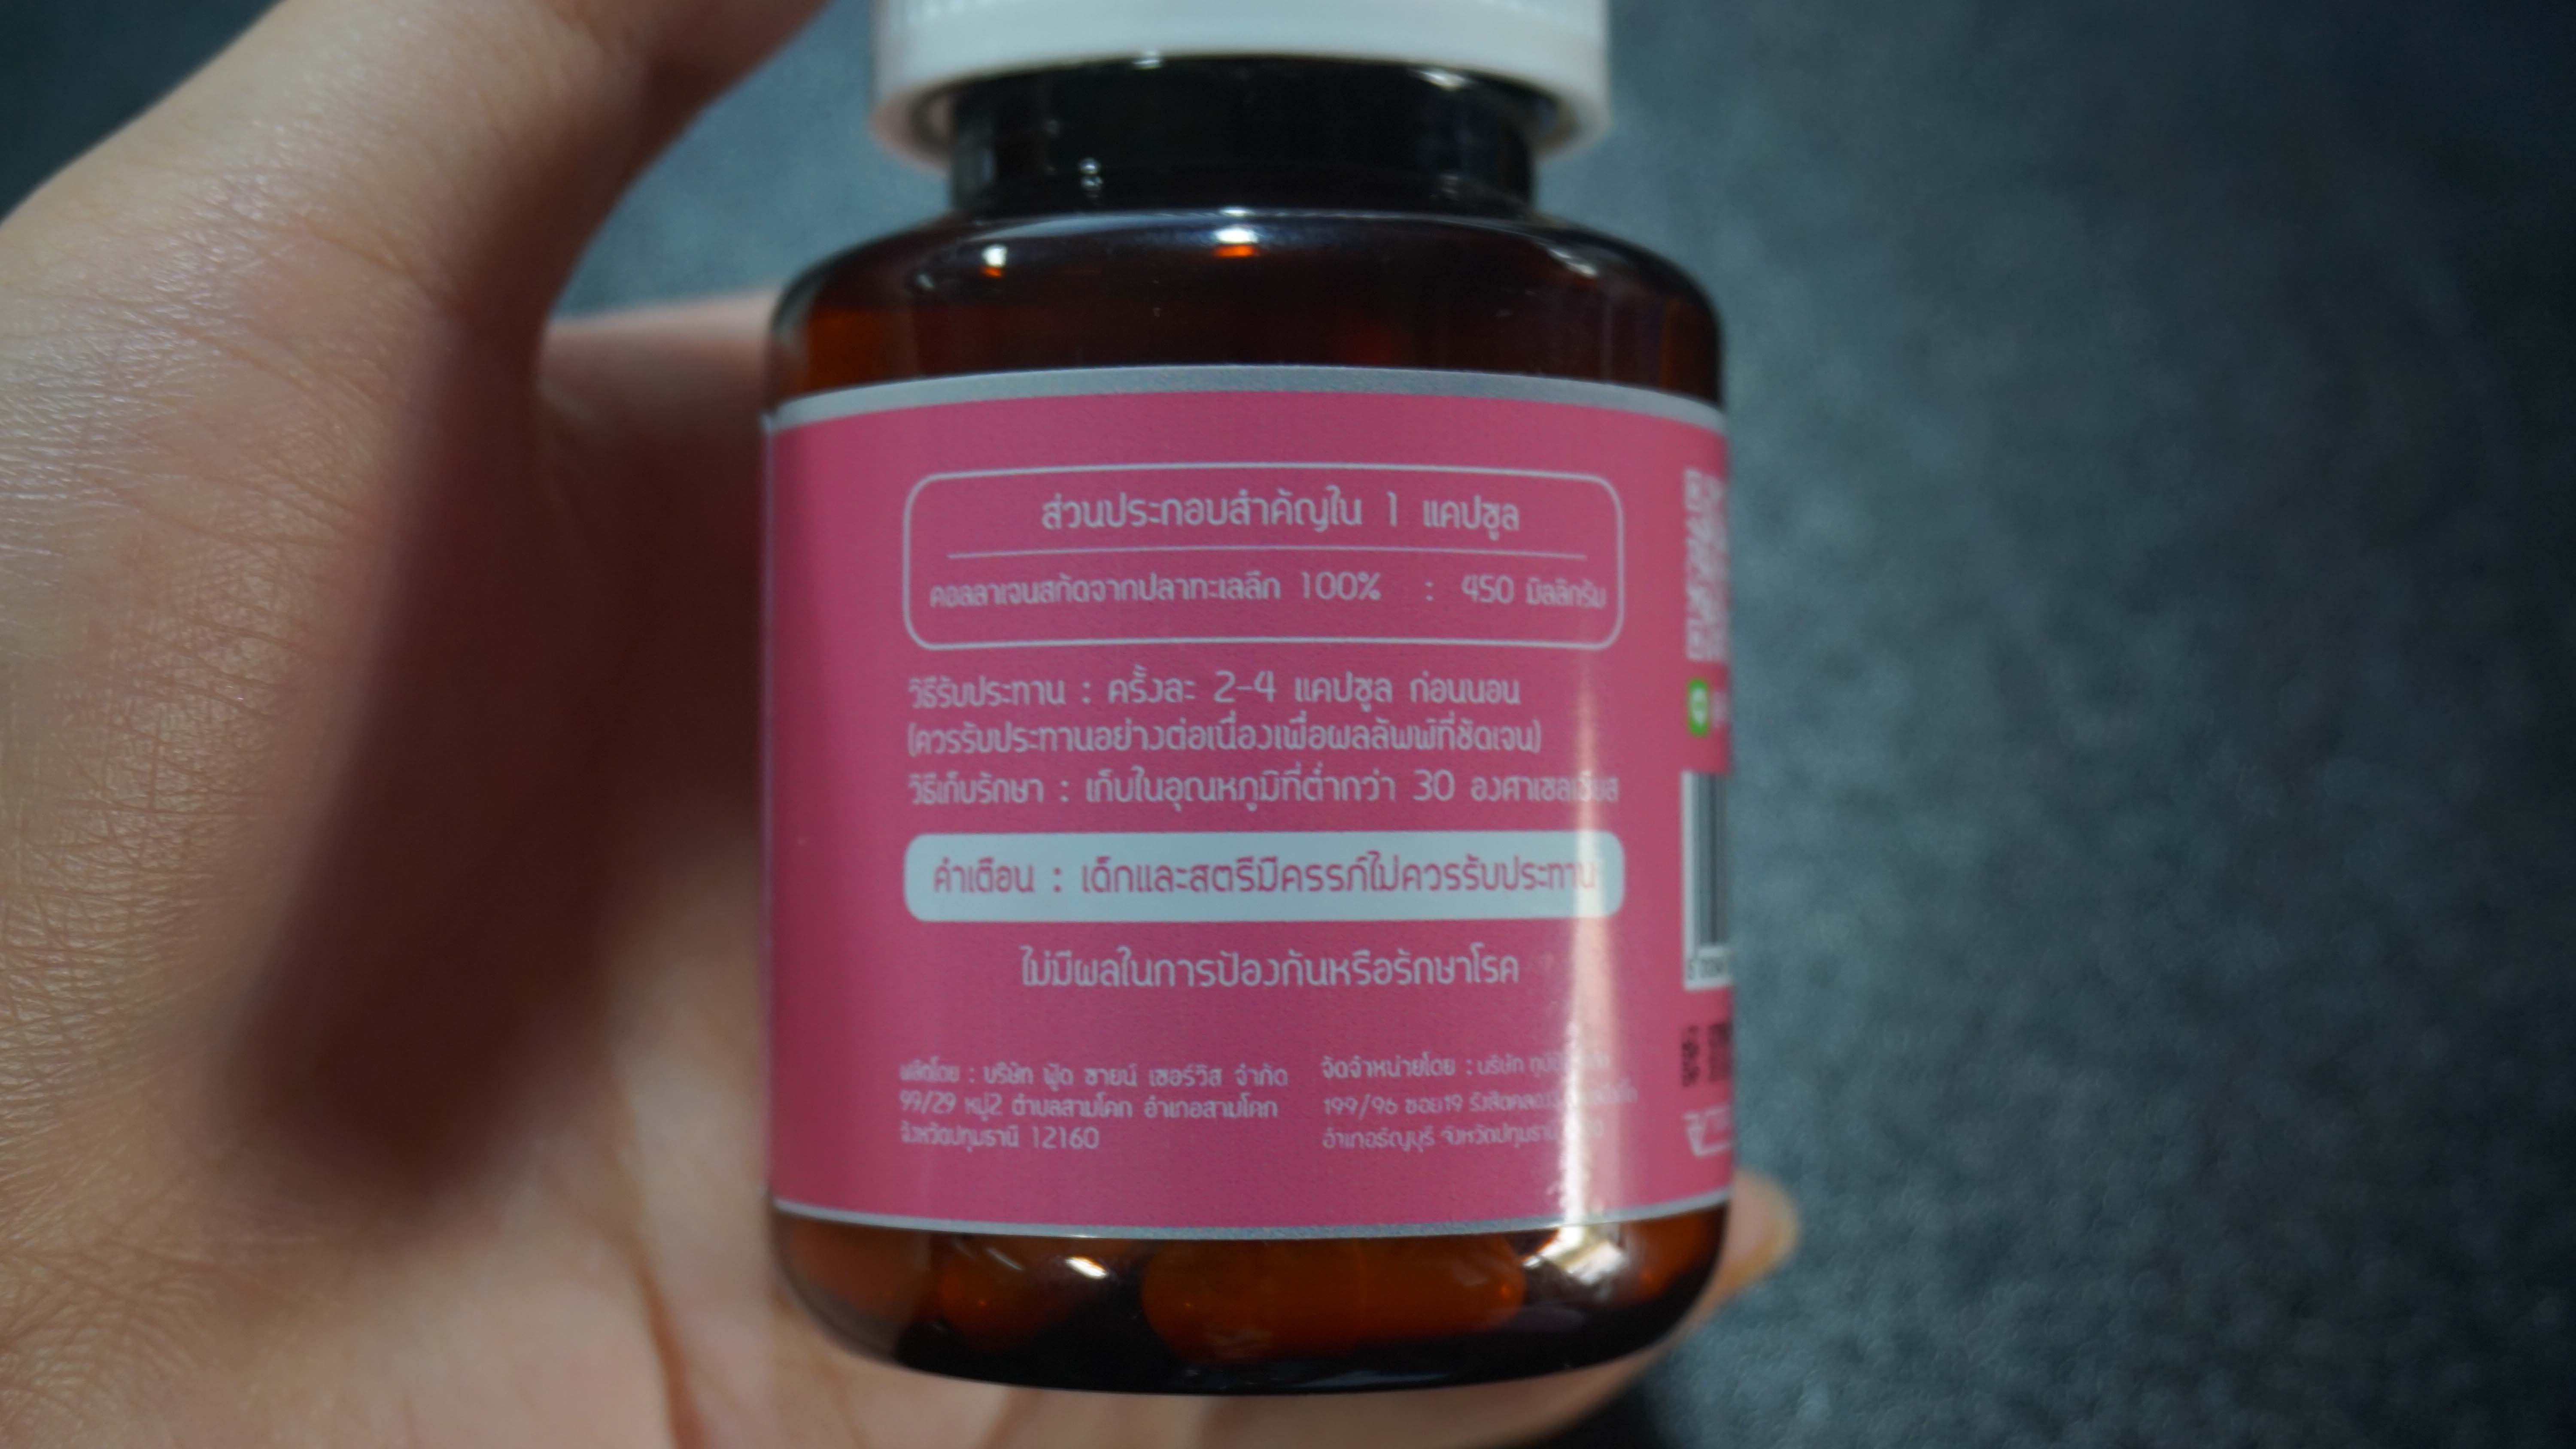 ส่วนประกอบสำคัญใน 1 แคปซูล
คอลลาเจนสกัดจากปลาทะเลลึก 100% : 450 มิลลิกรัม
วิธีรับประทาน : ครั้งละ 2-4 แคปซูล ก่อนนอน
(ควรรับประทานอย่างต่อเนื่องเพื่อผลลัพพ์ที่ชัดเจน)
วิธีเก็บรักษา : เก็บในอุณหภูมิที่ต่ำกว่า 30 องศาเซลเซียส
คำเตือน : เด็กและสตรีมีครรภ์ไม่ควรรับประทาน
ไม่มีผลในการป้องกันหรือรักษาโรค
ผลิตโดย : บริษัท ฟู้ด ชายน์ เซอร์วิส จำกัด
99/29 หมู่2 ตำบลสามโคก อำเภอสามโคก
จังหวัดปทุมธานี 12160
จัดจำหน่ายโดย : บริษัท
199/96 ซอย19 รังสิตคลอง
อำเภอธัญบุรี จังหวัดปทุมธานี